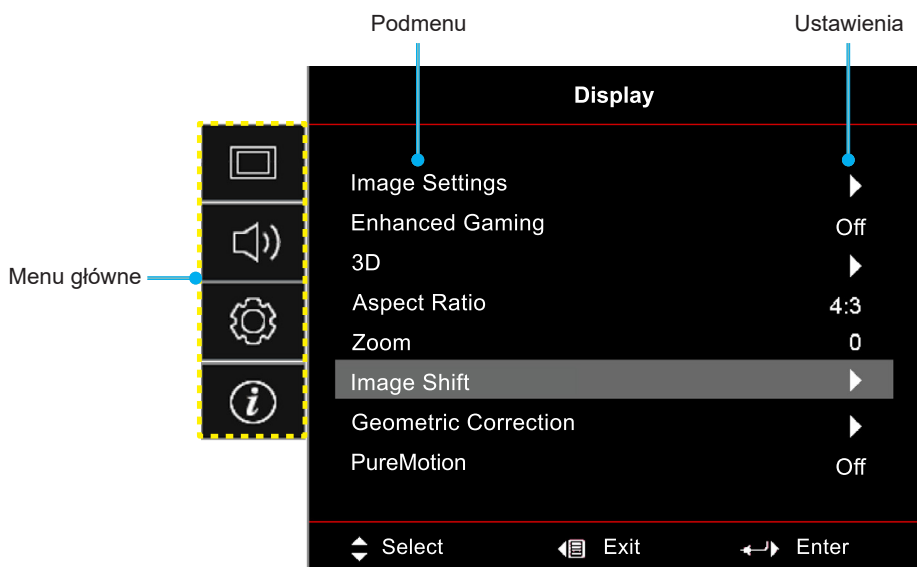 Podmenu Ustawienia
Display
Image Settings
Enhanced Gaming Off
3D
Menu główne
Aspect Ratio 4:3
Zoom 0
Image Shift
Geometric Correction
PureMotion Off
Select Exit Enter